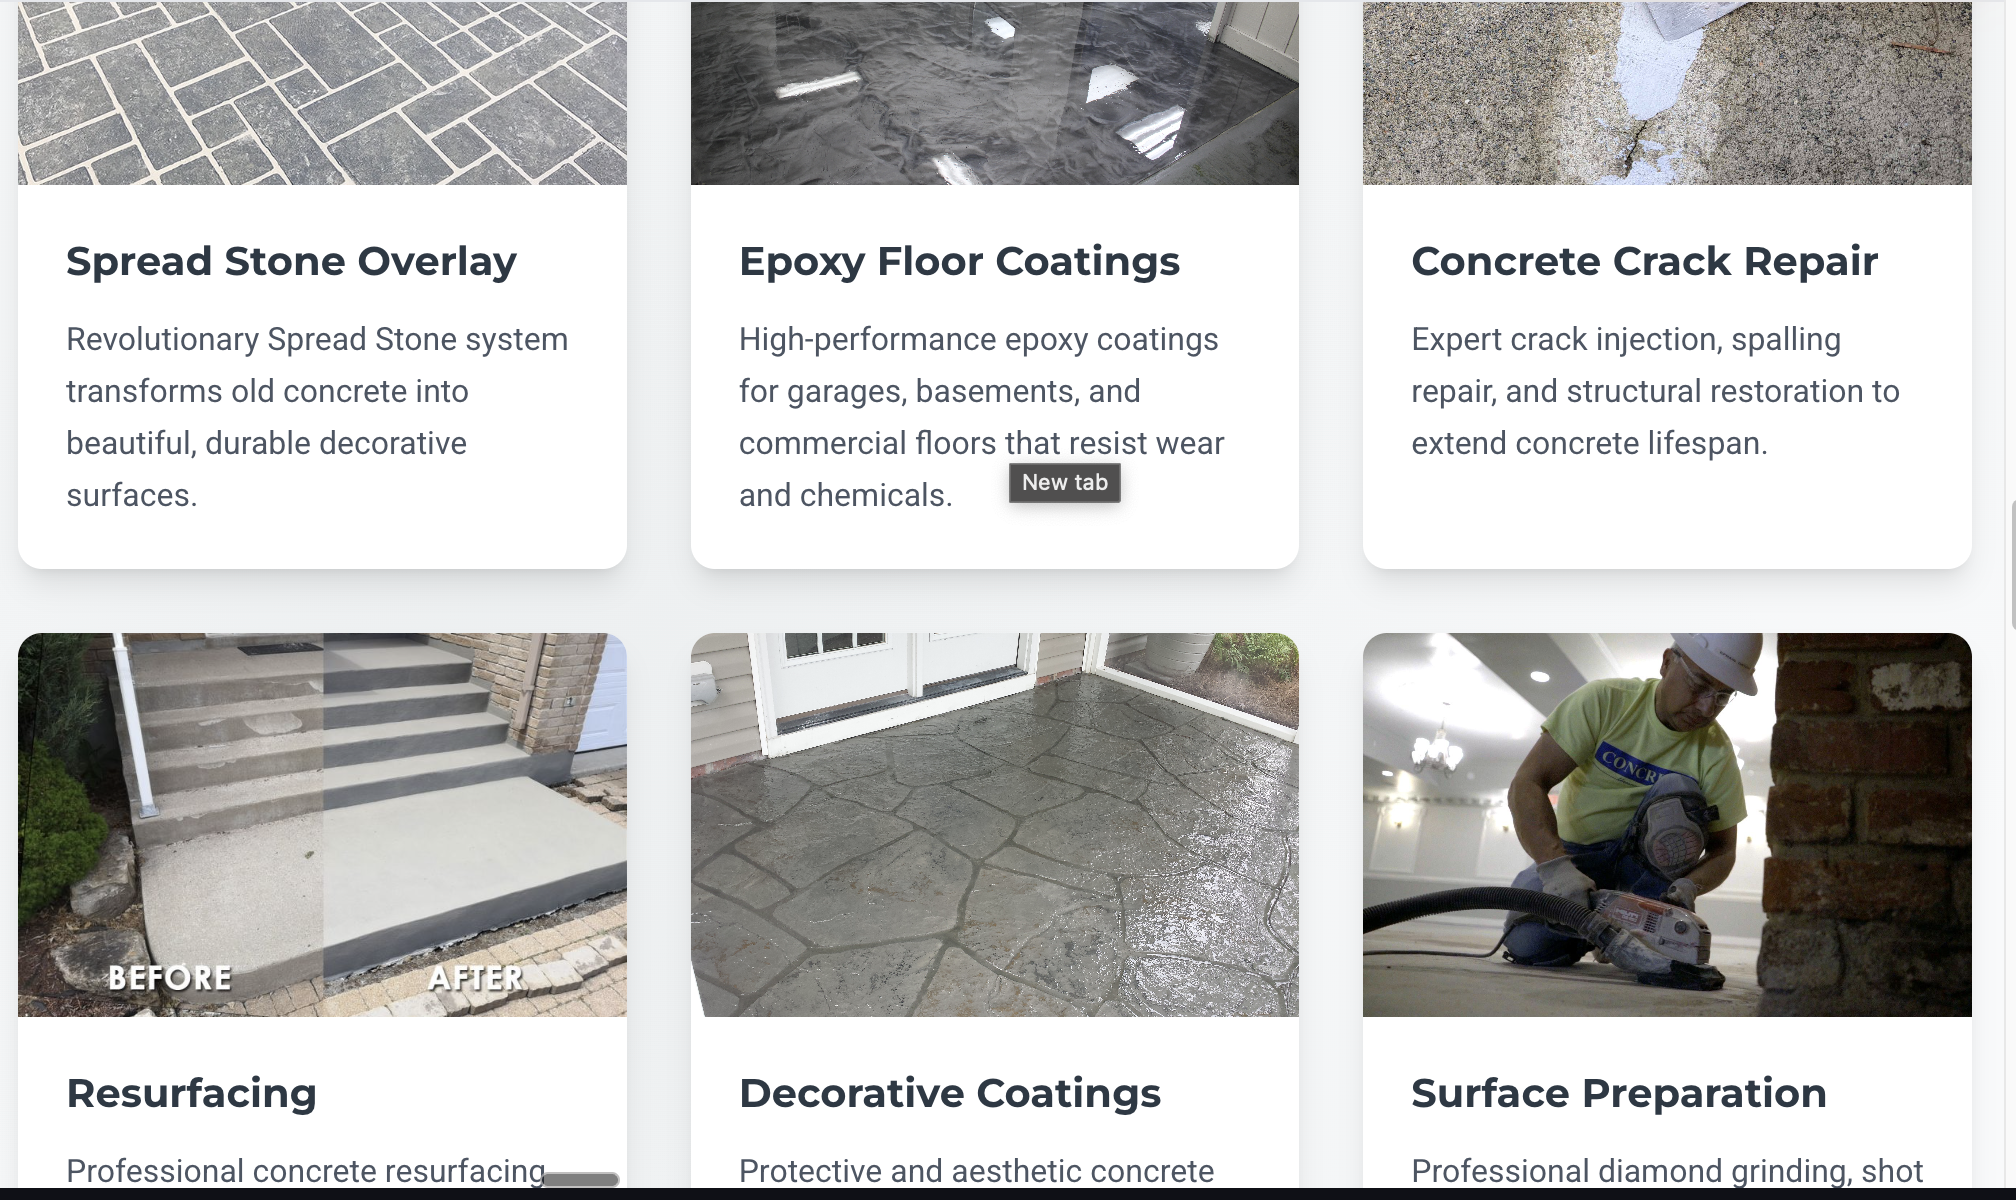 Spread Stone Overlay
Revolutionary Spread Stone system
transforms old concrete into
beautiful, durable decorative
surfaces.
Epoxy Floor Coatings
High-performance epoxy coatings
for garages, basements, and
commercial floors that resist wear
and chemicals.
New tab
Concrete Crack Repair
Expert crack injection, spalling
repair, and structural restoration to
extend concrete lifespan.
BEFORE
AFTER
CONCR
Resurfacing
Professional concrete resurfacing
Decorative Coatings
Protective and aesthetic concrete
Surface Preparation
Professional diamond grinding, shot